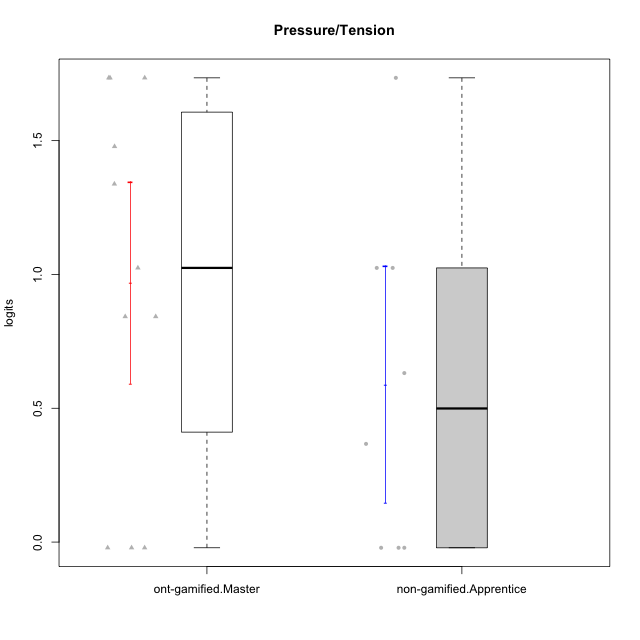 Pressure/Tension
logits
1.5
1.0
0.5
0.0
ont-gamified.Master
non-gamified.Apprentice